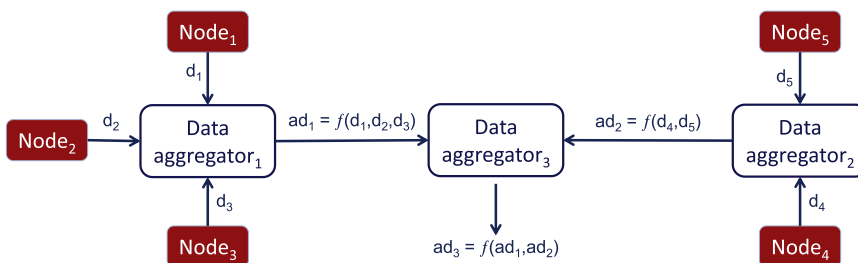 Node₁
Node₅
d₁
d₅
Node₂
d₂
Data
aggregator₁
ad₁ = f(d₁,d₂,d₃)
Data
aggregator₃
ad₂ = f(d₄,d₅)
Data
aggregator₂
d₃
d₄
Node₃
ad₃ = f(ad₁,ad₂)
Node₄